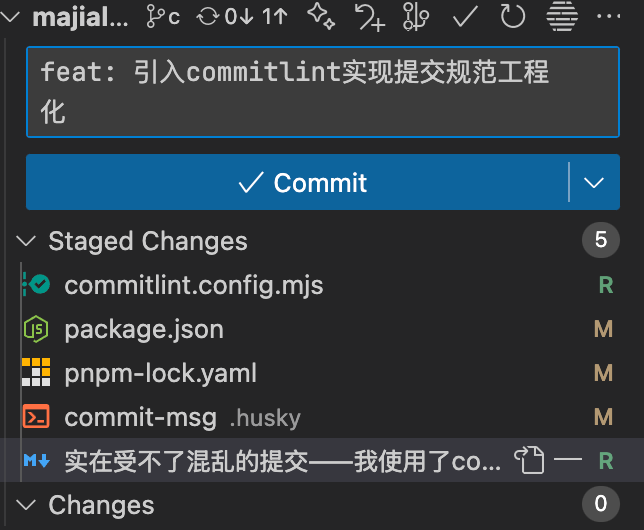 majial... c 0↓ 1↑
feat: 引入commitlint实现提交规范工程
化
Commit
Staged Changes 5
commitlint.config.mjs R
package.json M
pnpm-lock.yaml M
commit-msg .husky M
实在受不了混乱的提交——我使用了co... R
Changes 0